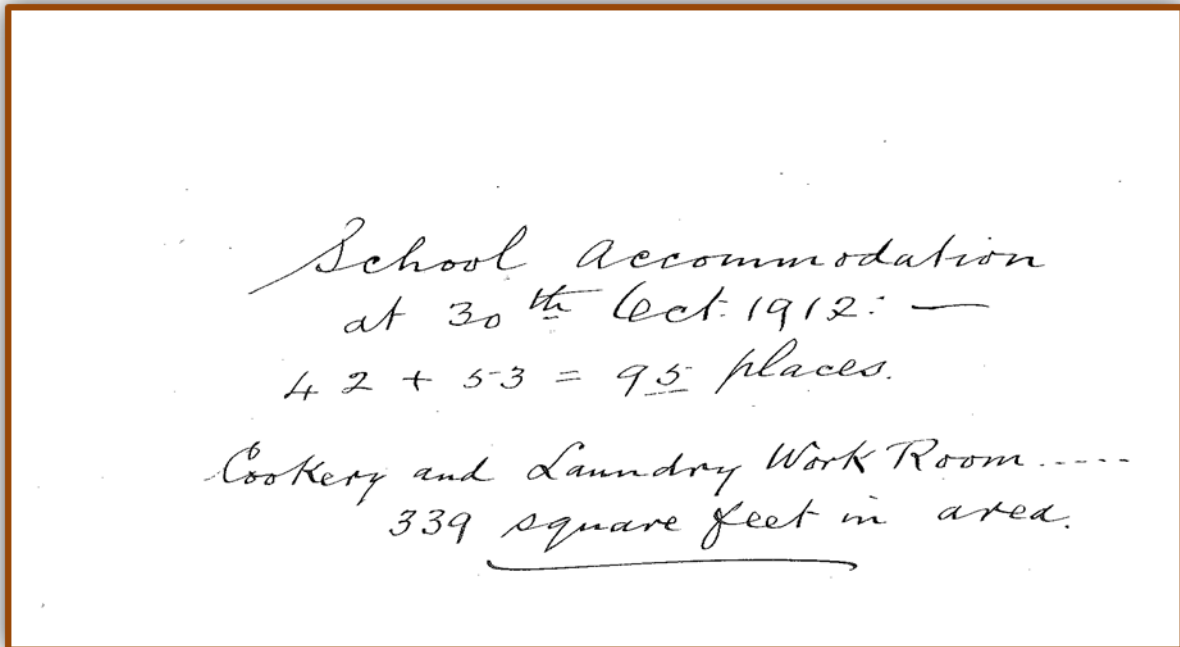 School Accommodation
at 30th Oct. 1912: —
42 + 53 = 95 places.
Cookery and Laundry Work Room.....
339 square feet in area.